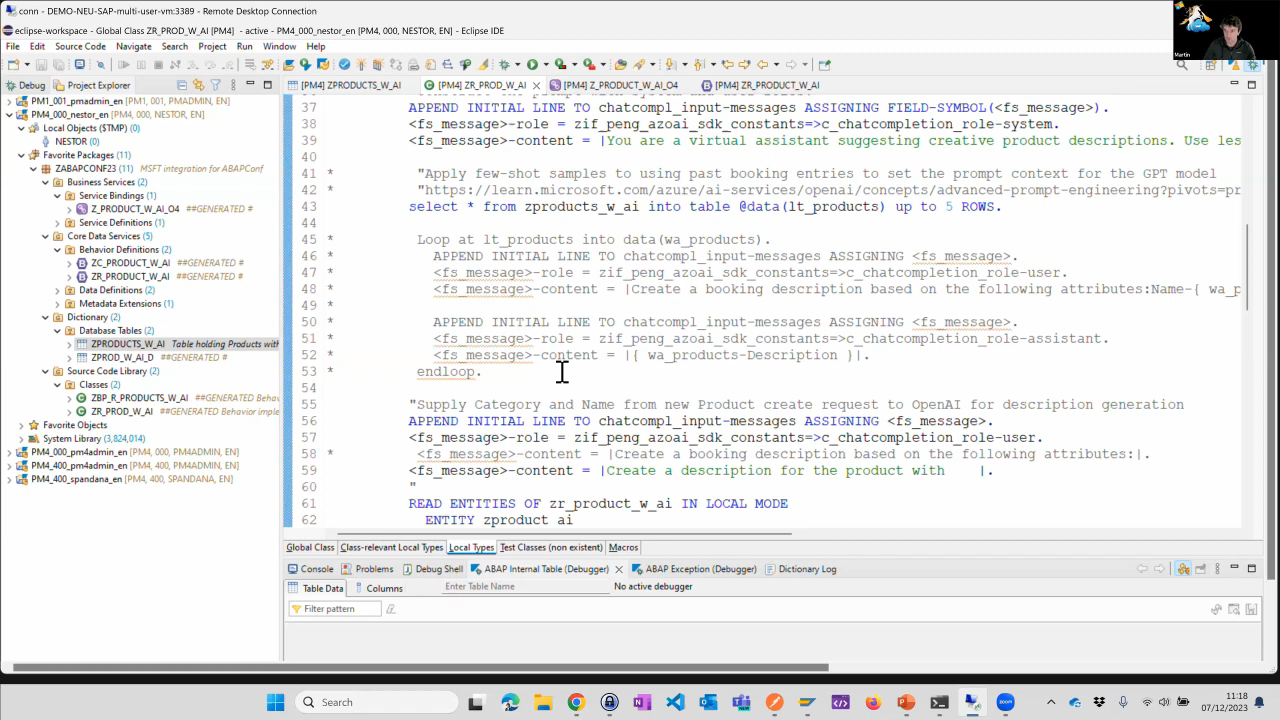 conn - DEMO-NEU-SAP-multi-user-vm:3389 - Remote Desktop Connection
eclipse-workspace - Global Class ZR_PROD_W_AI [PM4] - active - PM4_000_nestor_en [PM4, 000, NESTOR, EN] - Eclipse IDE
File Edit Source Code Navigate Search Project Run Window Help
Debug Project Explorer
[PM4] ZPRODUCTS_W_AI [PM4] ZR_PROD_W_AI [PM4] Z_PRODUCT_W_AI_O4 [PM4] ZR_PRODUCT_W_AI
Martin
PM1_001_pmadmin_en [PM1, 001, PMADMIN, EN]
PM4_000_nestor_en [PM4, 000, NESTOR, EN]
Local Objects ($TMP) (0)
NESTOR (0)
Favorite Packages (11)
ZABAPCONF23 (11) MSFT integration for ABAPConf
Business Services (2)
Service Bindings (1)
Z_PRODUCT_W_AI_O4 ##GENERATED #
Service Definitions (1)
Core Data Services (5)
Behavior Definitions (2)
ZC_PRODUCT_W_AI ##GENERATED #
ZR_PRODUCT_W_AI ##GENERATED #
Data Definitions (2)
Metadata Extensions (1)
Dictionary (3)
Database Tables (2)
ZPRODUCTS_W_AI Table holding Products with
ZPROD_W_AI_D ##GENERATED #
Source Code Library (2)
Classes (2)
ZBP_R_PRODUCTS_W_AI ##GENERATED Behav
ZR_PROD_W_AI ##GENERATED Behavior imple
Favorite Objects
System Library (3,824,014)
PM4_000_pm4admin_en [PM4, 000, PM4ADMIN, EN]
PM4_400_pm4admin_en [PM4, 400, PM4ADMIN, EN]
PM4_400_spandana_en [PM4, 400, SPANDANA, EN]
37 APPEND INITIAL LINE TO chatcompl_input-messages ASSIGNING FIELD-SYMBOL(<fs_message>).
38 <fs_message>-role = zif_peng_azoai_sdk_constants=>c_chatcompletion_role-system.
39 <fs_message>-content = |You are a virtual assistant suggesting creative product descriptions. Use les
40
41 * "Apply few-shot samples to using past booking entries to set the prompt context for the GPT model
42 * "https://learn.microsoft.com/azure/ai-services/openai/concepts/advanced-prompt-engineering?pivots=pr
43 select * from zproducts_w_ai into table @data(lt_products) up to 5 ROWS.
44
45 * Loop at lt_products into data(wa_products).
46 * APPEND INITIAL LINE TO chatcompl_input-messages ASSIGNING <fs_message>.
47 * <fs_message>-role = zif_peng_azoai_sdk_constants=>c_chatcompletion_role-user.
48 * <fs_message>-content = |Create a booking description based on the following attributes:Name-{ wa_p
49 *
50 * APPEND INITIAL LINE TO chatcompl_input-messages ASSIGNING <fs_message>.
51 * <fs_message>-role = zif_peng_azoai_sdk_constants=>c_chatcompletion_role-assistant.
52 * <fs_message>-content = |{ wa_products-Description }|.
53 * endloop.
54
55 "Supply Category and Name from new Product create request to OpenAI for description generation
56 APPEND INITIAL LINE TO chatcompl_input-messages ASSIGNING <fs_message>.
57 <fs_message>-role = zif_peng_azoai_sdk_constants=>c_chatcompletion_role-user.
58 * <fs_message>-content = |Create a booking description based on the following attributes:|.
59 <fs_message>-content = |Create a description for the product with |.
60 "
61 READ ENTITIES OF zr_product_w_ai IN LOCAL MODE
62 ENTITY zproduct ai
Global Class Class-relevant Local Types Local Types Test Classes (non existent) Macros
Console Problems Debug Shell ABAP Internal Table (Debugger) ABAP Exception (Debugger) Dictionary Log
Table Data Columns Enter Table Name No active debugger
Filter pattern
Search
11:18
07/12/2023